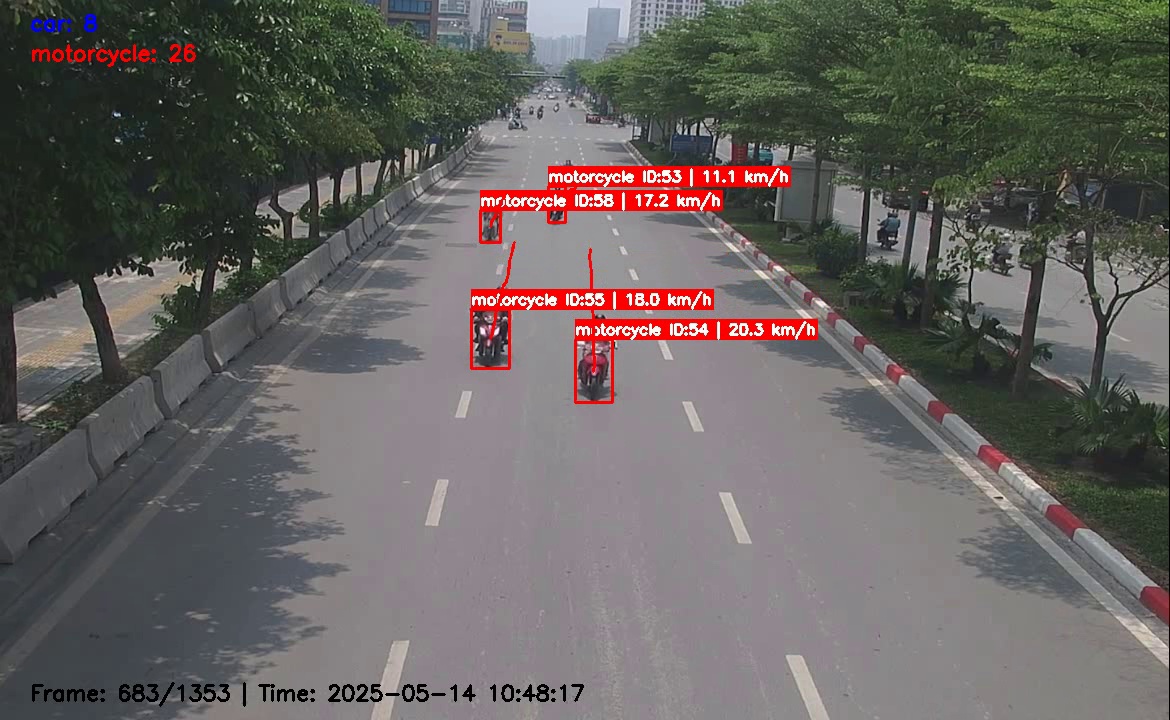 car: 8
motorcycle: 26
motorcycle ID:53 | 11.1 km/h
motorcycle ID:58 | 17.2 km/h
motorcycle ID:55 | 18.0 km/h
motorcycle ID:54 | 20.3 km/h
Frame: 683/1353 | Time: 2025-05-14 10:48:17